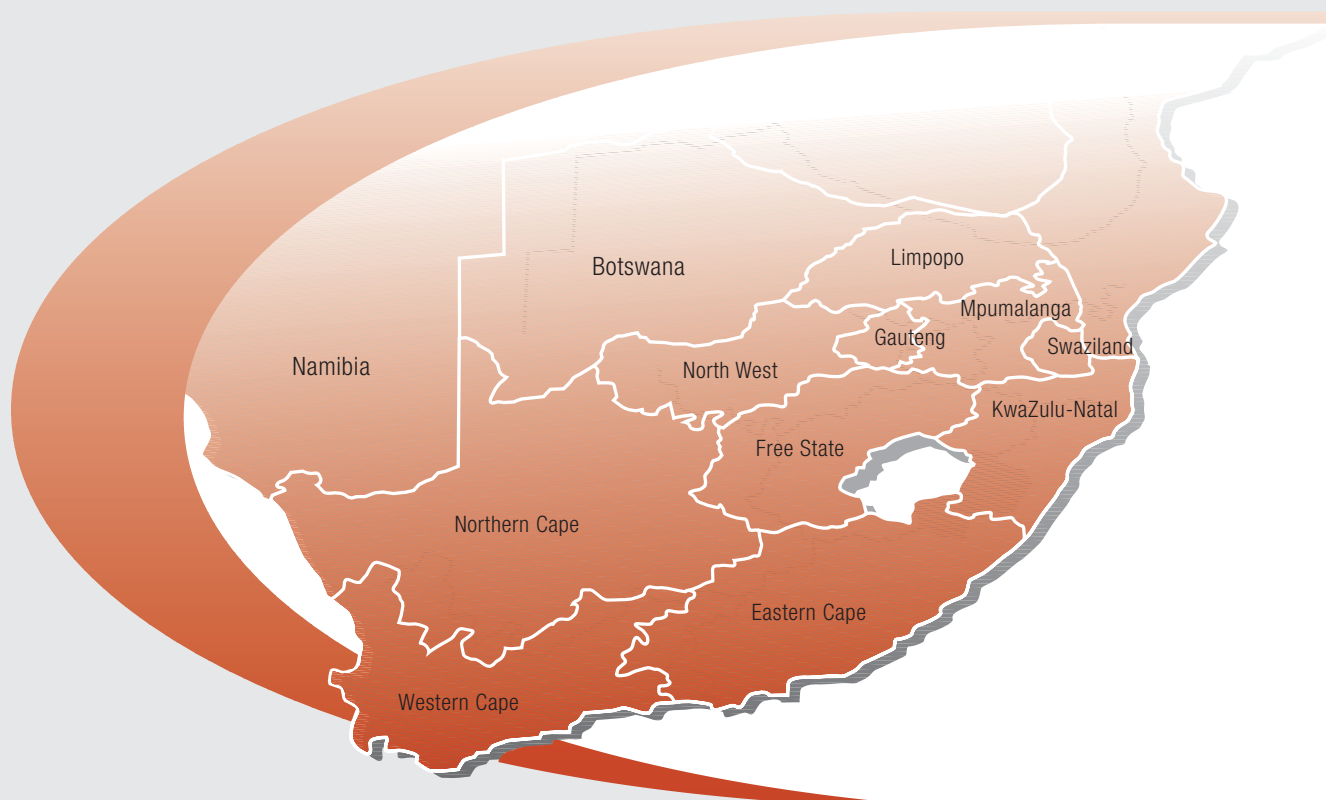 Limpopo
Botswana
Mpumalanga
Gauteng
Swaziland
Namibia
North West
KwaZulu-Natal
Free State
Northern Cape
Eastern Cape
Western Cape